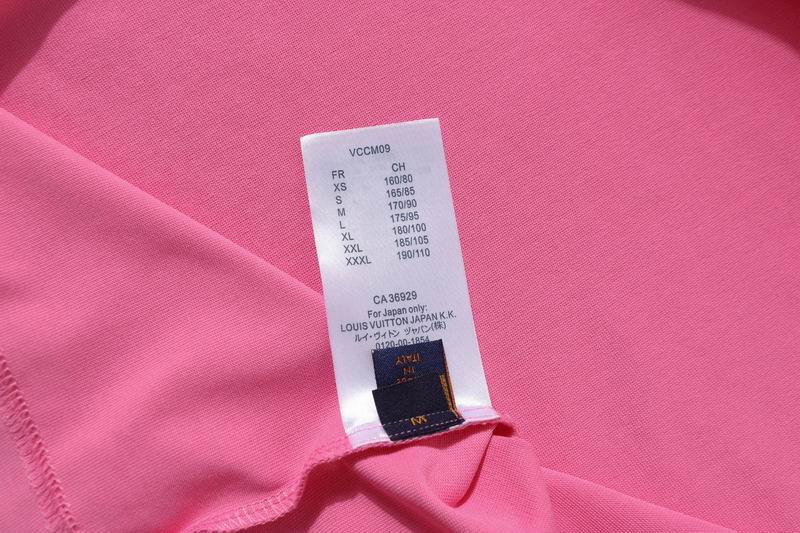 VCCM09
FR CH
XS 160/80
S 165/85
M 170/90
L 175/95
XL 180/100
XXL 185/105
XXXL 190/110
CA 36929
For Japan only:
LOUIS VUITTON JAPAN K.K.
ルイ・ヴィトン ジャパン(株)
0120-00-1854
IN
ITALY